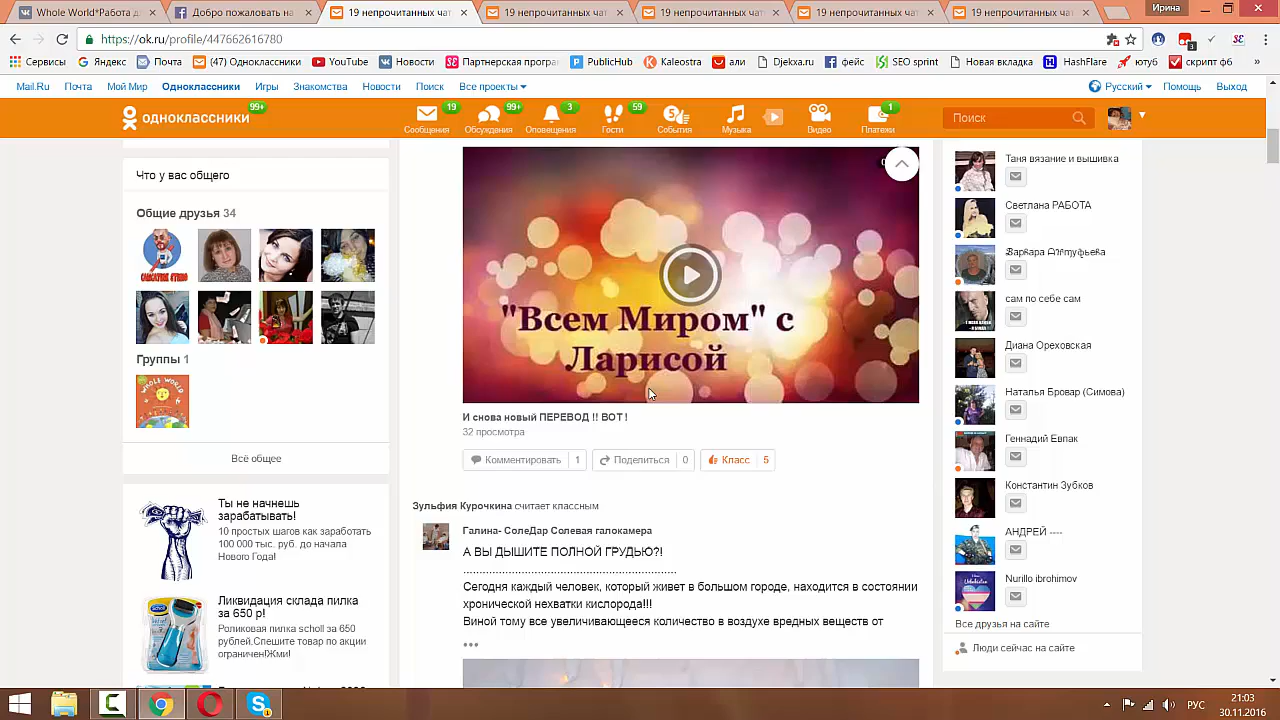 Whole World*Работа д
Добро пожаловать на
19 непрочитанных чат
19 непрочитанных чат
19 непрочитанных чат
19 непрочитанных чат
19 непрочитанных чат
Ирина
https://ok.ru/profile/447662616780
3
Сервисы
Яндекс
Почта
(47) Одноклассники
YouTube
Новости
Партнерская програм
PublicHub
Kaleostra
али
Djekxa.ru
фейс
SEO sprint
Новая вкладка
HashFlare
ютуб
скрипт фб
»
Mail.Ru
Почта
Мой Мир
Одноклассники
Игры
Знакомства
Новости
Поиск
Все проекты
Русский
Помощь
Выход
одноклассники
99+
19
99+
3
59
1
Сообщения
Обсуждения
Оповещения
Гости
События
Музыка
Видео
Платежи
Поиск
Что у вас общего
Общие друзья 34
Группы 1
WHOLE WORLD
Всё общее
Ты не начнешь
зарабатывать!
10 простых шагов как заработать
100 000 тыс. руб. до начала
Нового Года!
Ликвидация склада пилка
за 650 р!
Роликвая пилка scholl за 650
рублей.Спешите товар по акции
ограничен!Жми!
"Всем Миром" с
Ларисой
И снова новый ПЕРЕВОД !! ВОТ !
32 просмотра
Комментировать 1
Поделиться 0
Класс 5
Зульфия Курочкина считает классным
Галина- СолеДар Солевая галокамера
А ВЫ ДЫШИТЕ ПОЛНОЙ ГРУДЬЮ?!
Сегодня каждый человек, который живет в большом городе, находится в состоянии
хронической нехватки кислорода!!!
Виной тому все увеличивающееся количество в воздухе вредных веществ от
•••
Таня вязание и вышивка
Светлана РАБОТА
сам по себе сам
Диана Ореховская
Наталья Бровар (Симова)
Геннадий Евпак
Константин Зубков
АНДРЕЙ ----
Nurillo ibrohimov
Все друзья на сайте
Люди сейчас на сайте
РУС
21:03
30.11.2016